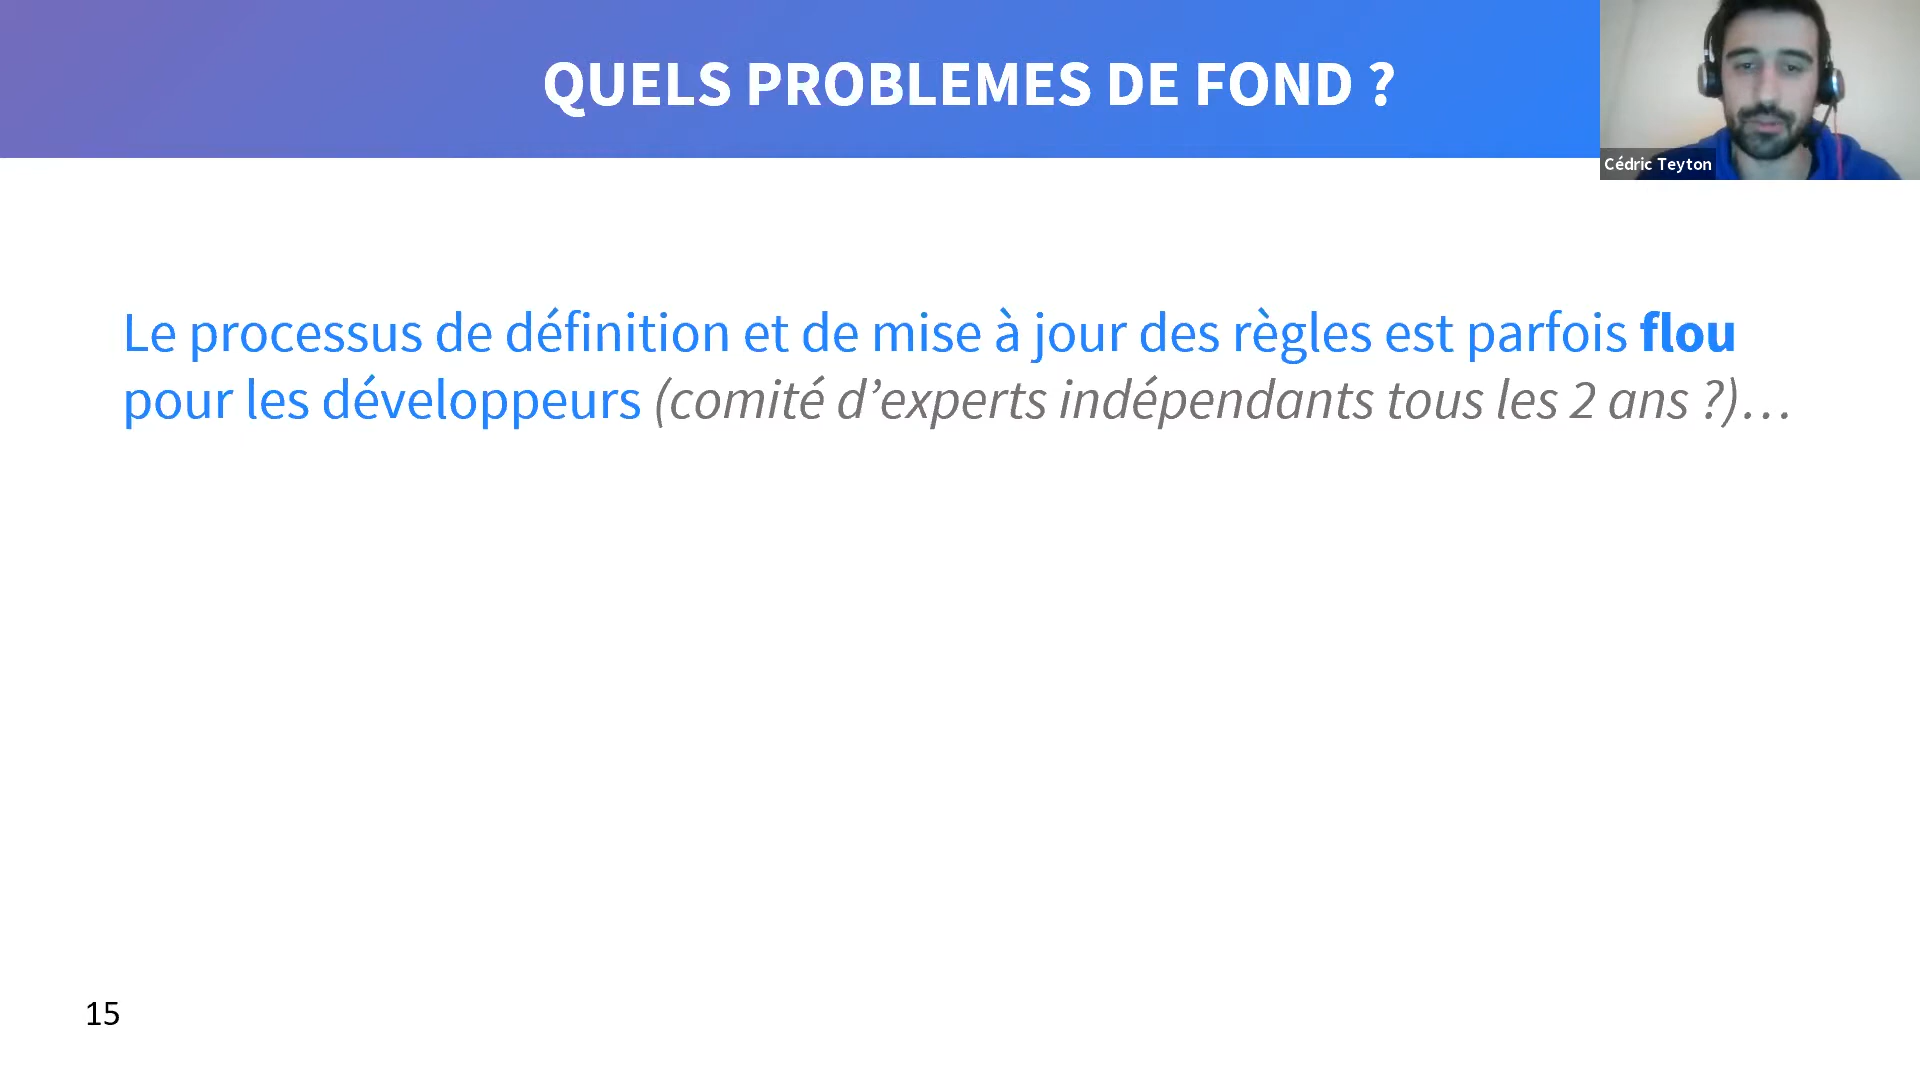 QUELS PROBLEMES DE FOND ?
Cédric Teyton
Le processus de définition et de mise à jour des règles est parfois flou
pour les développeurs (comité d’experts indépendants tous les 2 ans ?)…
15